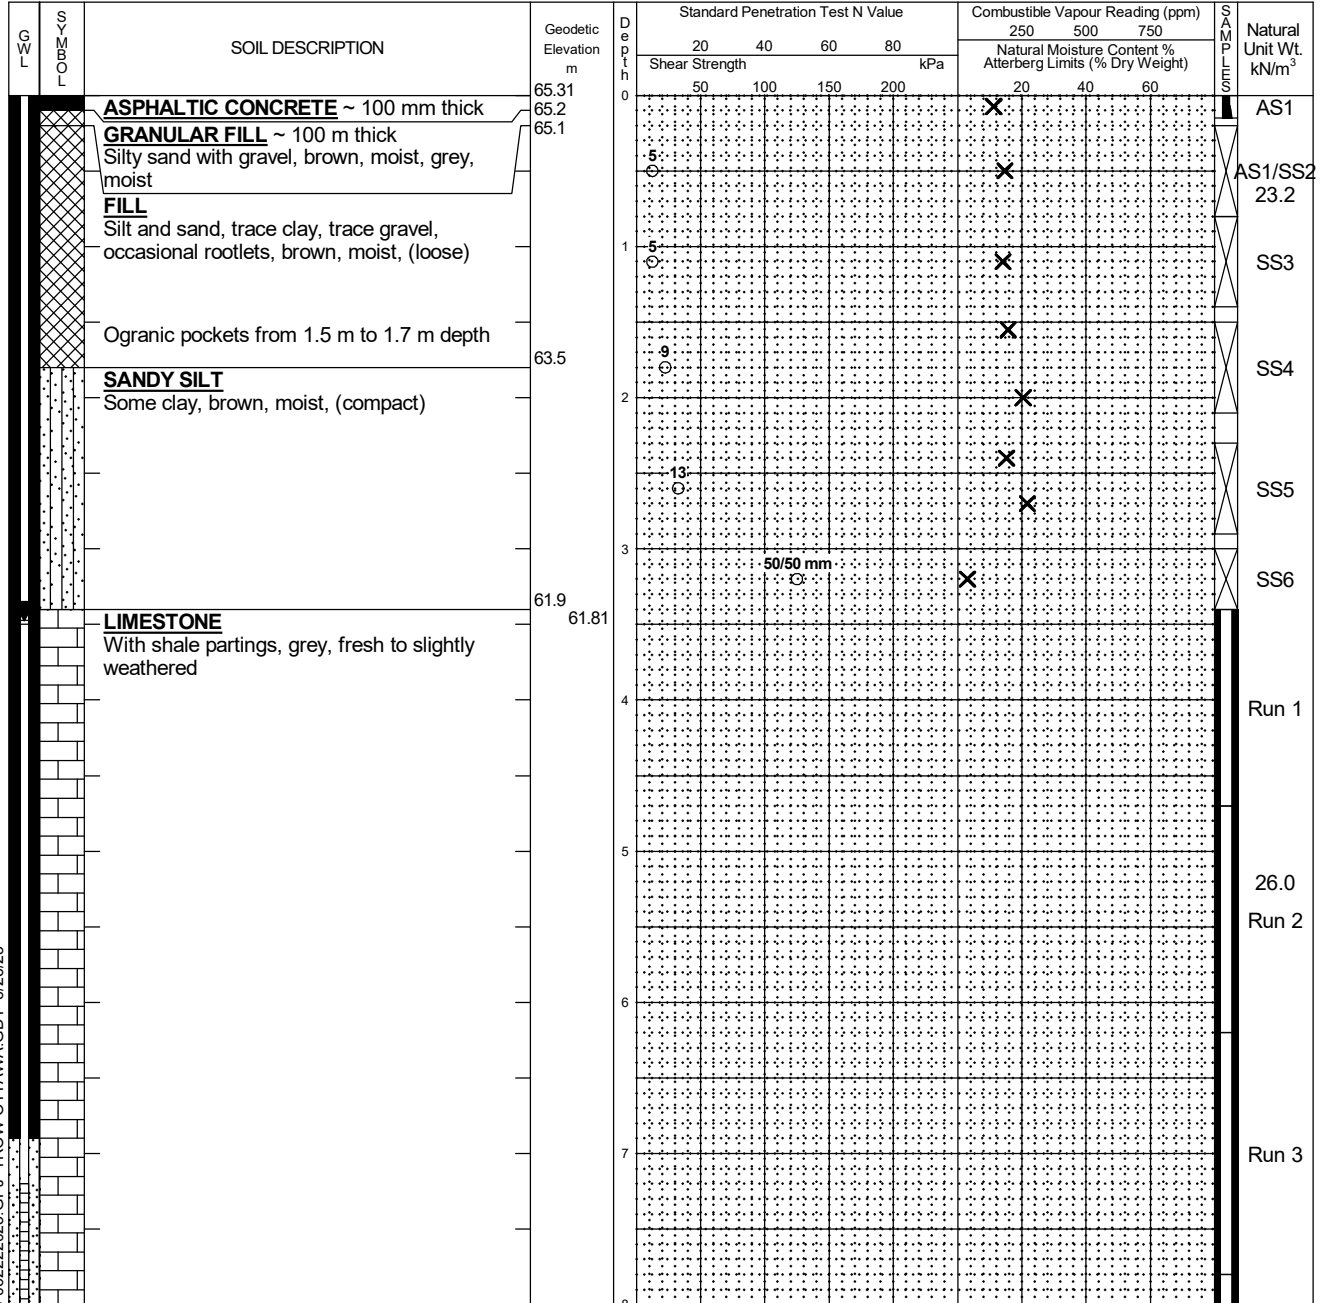 GWL
SYMBOL
SOIL DESCRIPTION
Geodetic
Elevation
m
Depth
Standard Penetration Test N Value
20 40 60 80
Shear Strength kPa
50 100 150 200
Combustible Vapour Reading (ppm)
250 500 750
Natural Moisture Content %
Atterberg Limits (% Dry Weight)
20 40 60
SAMPLES
Natural
Unit Wt.
kN/m³
65.31
0
ASPHALTIC CONCRETE ~ 100 mm thick
65.2
AS1
65.1
GRANULAR FILL ~ 100 m thick
Silty sand with gravel, brown, moist, grey,
moist
5
AS1/SS2
23.2
FILL
Silt and sand, trace clay, trace gravel,
occasional rootlets, brown, moist, (loose)
1
5
SS3
Ogranic pockets from 1.5 m to 1.7 m depth
63.5
9
SS4
SANDY SILT
Some clay, brown, moist, (compact)
2
13
SS5
3
50/50 mm
SS6
61.9
61.81
LIMESTONE
With shale partings, grey, fresh to slightly
weathered
4
Run 1
5
26.0
Run 2
6
7
Run 3